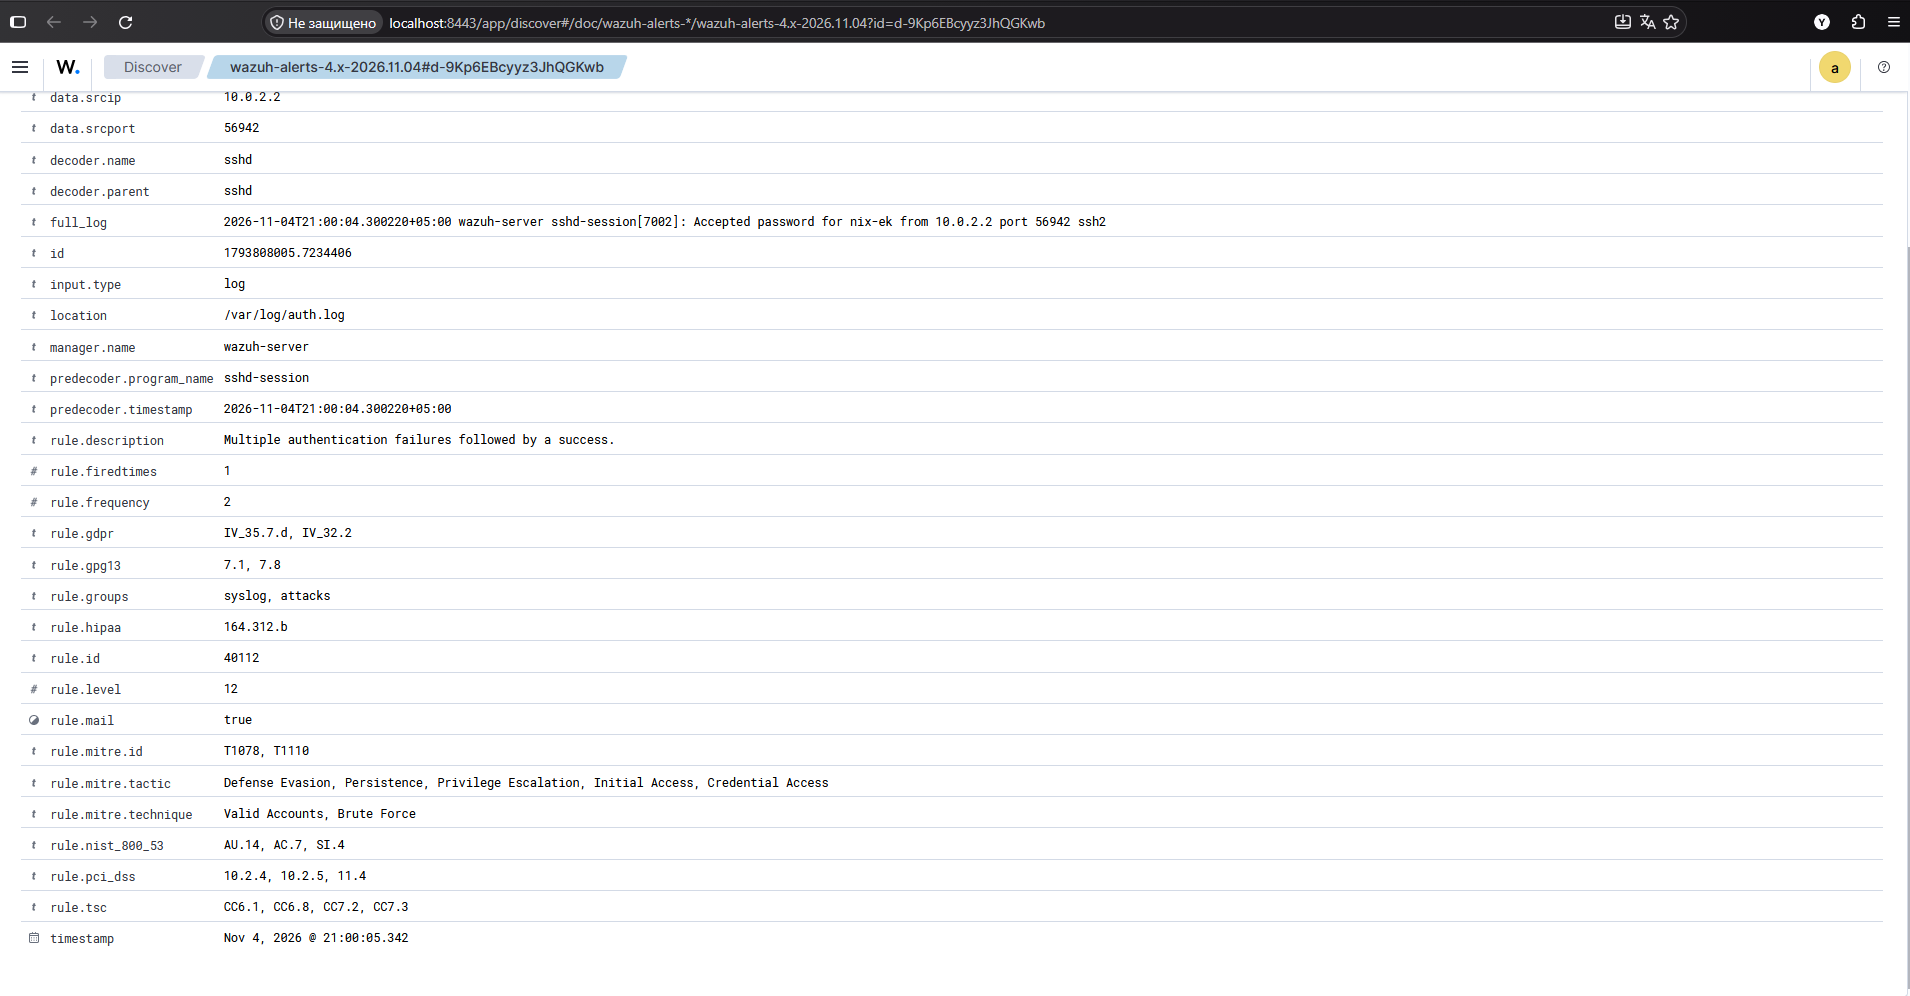 Не защищено localhost:8443/app/discover#/doc/wazuh-alerts-*/wazuh-alerts-4.x-2026.11.04?id=d-9Kp6EBcyyz3JhQGKwb Y
W. Discover wazuh-alerts-4.x-2026.11.04#d-9Kp6EBcyyz3JhQGKwb a
t data.srcip 10.0.2.2
t data.srcport 56942
t decoder.name sshd
t decoder.parent sshd
t full_log 2026-11-04T21:00:04.300220+05:00 wazuh-server sshd-session[7002]: Accepted password for nix-ek from 10.0.2.2 port 56942 ssh2
t id 1793808005.7234406
t input.type log
t location /var/log/auth.log
t manager.name wazuh-server
t predecoder.program_name sshd-session
t predecoder.timestamp 2026-11-04T21:00:04.300220+05:00
t rule.description Multiple authentication failures followed by a success.
# rule.firedtimes 1
# rule.frequency 2
t rule.gdpr IV_35.7.d, IV_32.2
t rule.gpg13 7.1, 7.8
t rule.groups syslog, attacks
t rule.hipaa 164.312.b
t rule.id 40112
# rule.level 12
rule.mail true
t rule.mitre.id T1078, T1110
t rule.mitre.tactic Defense Evasion, Persistence, Privilege Escalation, Initial Access, Credential Access
t rule.mitre.technique Valid Accounts, Brute Force
t rule.nist_800_53 AU.14, AC.7, SI.4
t rule.pci_dss 10.2.4, 10.2.5, 11.4
t rule.tsc CC6.1, CC6.8, CC7.2, CC7.3
timestamp Nov 4, 2026 @ 21:00:05.342